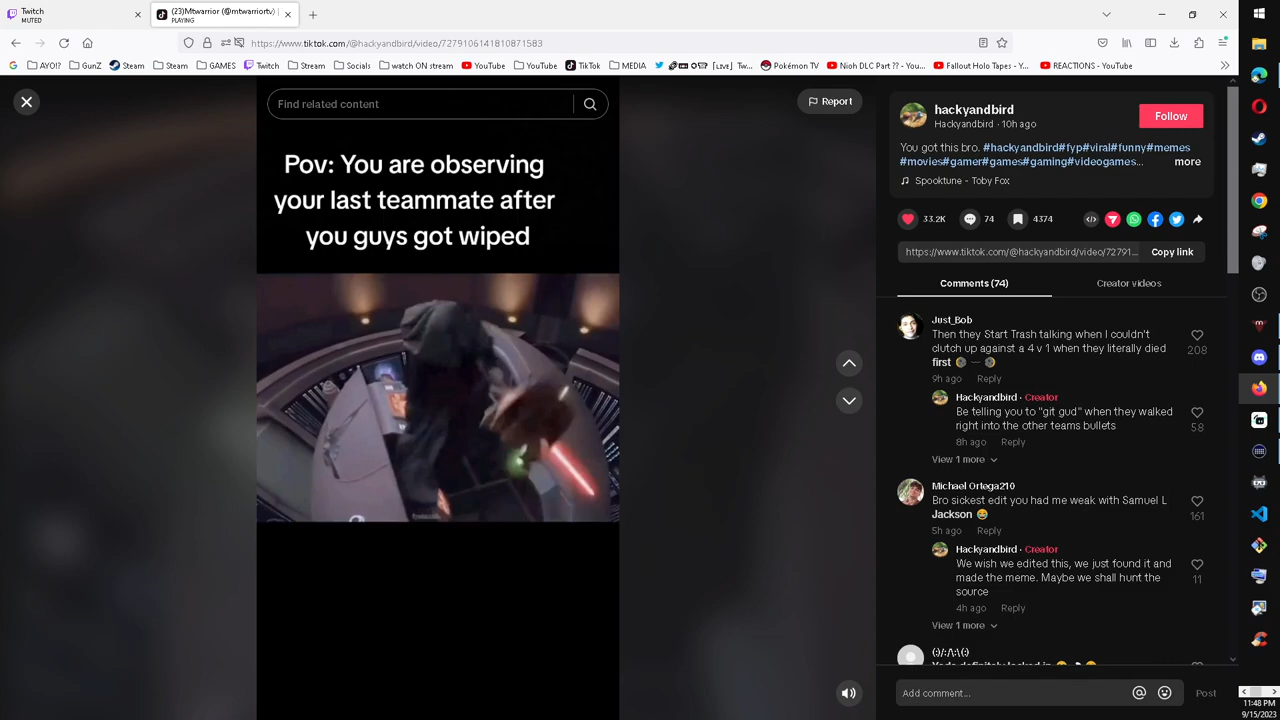 Twitch
MUTED
(23)Mtwarrior (@mtwarriortv) |
PLAYING
https://www.tiktok.com/@hackyandbird/video/7279106141810871583
AYO!? GunZ Steam Steam GAMES Twitch Stream Socials watch ON stream YouTube YouTube TikTok MEDIA Pokémon TV Nioh DLC Part ?? - You... Fallout Holo Tapes - Y... REACTIONS - YouTube
Find related content
Report
Pov: You are observing
your last teammate after
you guys got wiped
hackyandbird
Hackyandbird · 10h ago
Follow
You got this bro. #hackyandbird#fyp#viral#funny#memes
#movies#gamer#games#gaming#videogames... more
Spooktune - Toby Fox
33.2K 74 4374
https://www.tiktok.com/@hackyandbird/video/72791... Copy link
Comments (74) Creator videos
Just_Bob
Then they Start Trash talking when I couldn't
clutch up against a 4 v 1 when they literally died
first
208
9h ago Reply
Hackyandbird · Creator
Be telling you to "git gud" when they walked
right into the other teams bullets
58
8h ago Reply
View 1 more
Michael Ortega210
Bro sickest edit you had me weak with Samuel L
Jackson 😂
161
5h ago Reply
Hackyandbird · Creator
We wish we edited this, we just found it and
made the meme. Maybe we shall hunt the
source
11
4h ago Reply
View 1 more
Add comment... Post
11:48 PM
9/15/2023